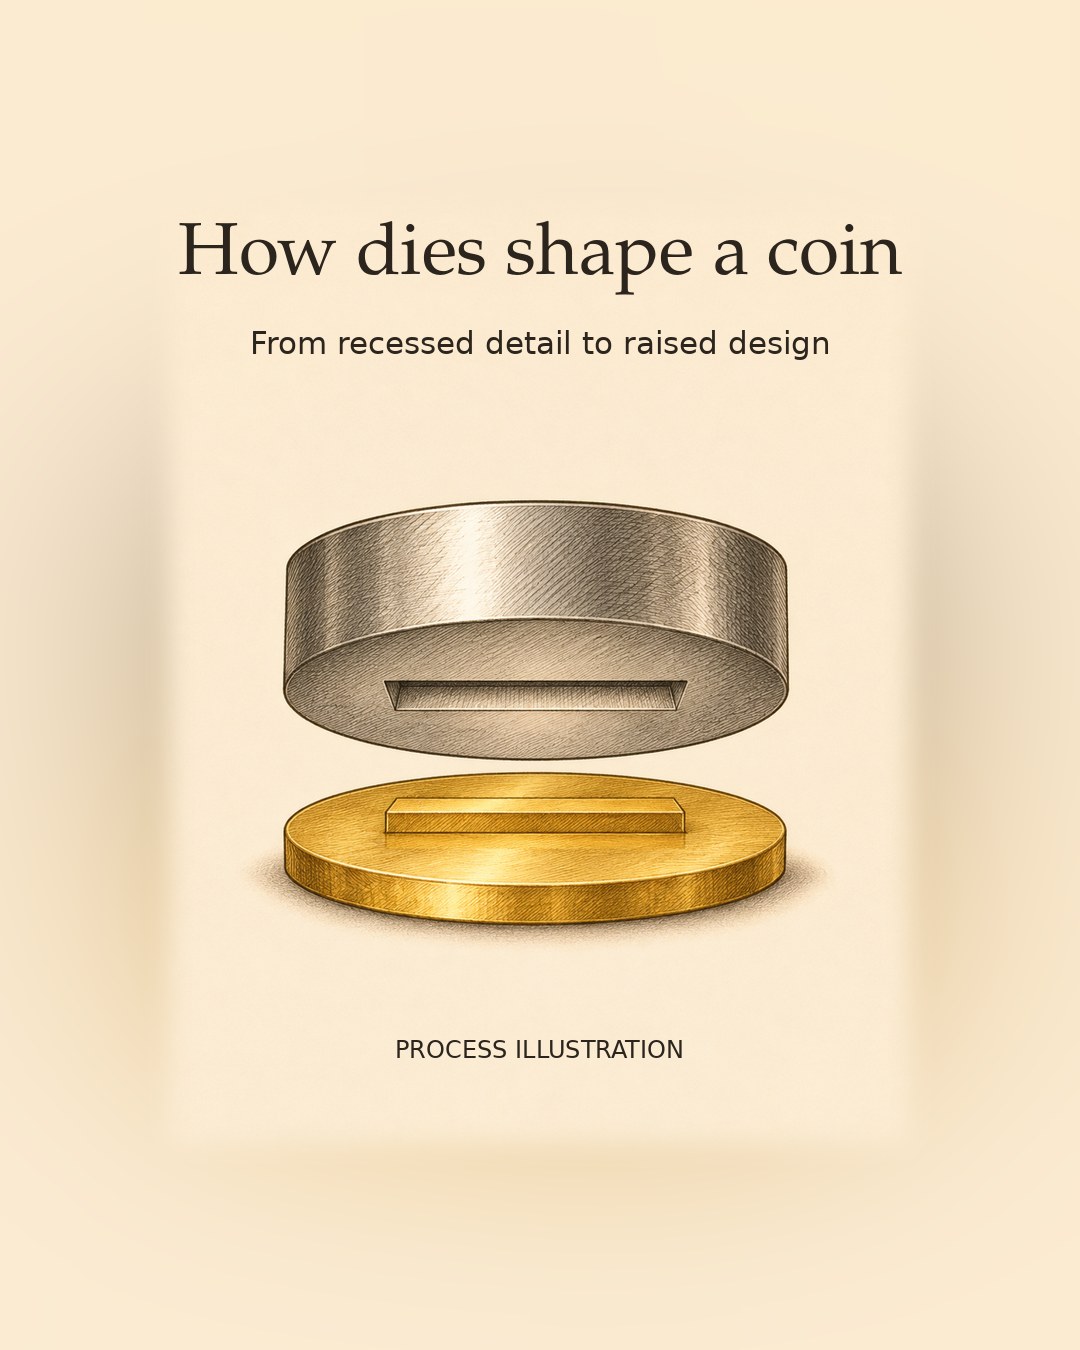 How dies shape a coin
From recessed detail to raised design
PROCESS ILLUSTRATION